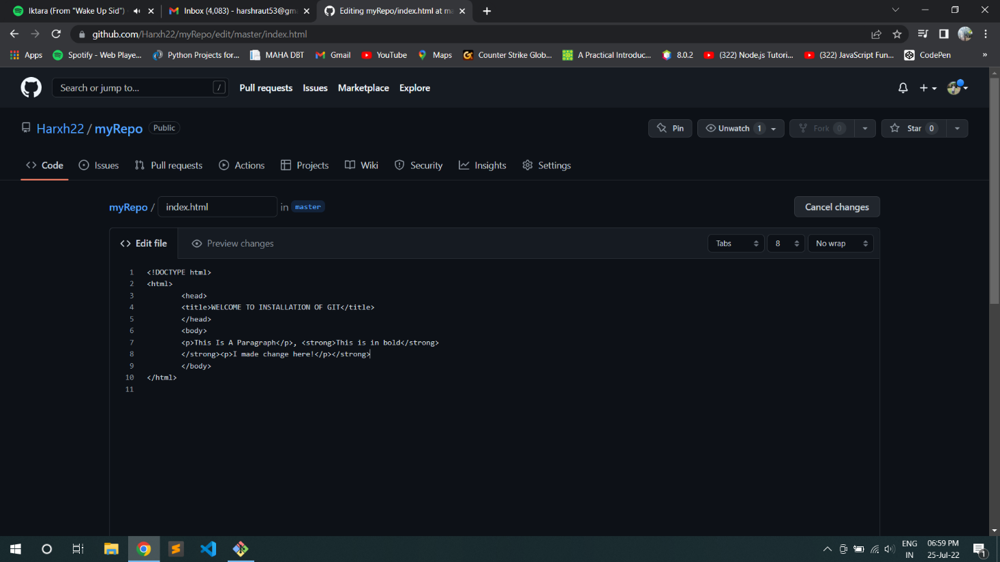 Iktara (From "Wake Up Sid")
Inbox (4,083) - harshraut53@gm
Editing myRepo/index.html at ma
github.com/Harxh22/myRepo/edit/master/index.html
Apps
Spotify - Web Playe...
Python Projects for...
MAHA DBT
Gmail
YouTube
Maps
Counter Strike Glob...
A Practical Introduc...
8.0.2
(322) Node.js Tutori...
(322) JavaScript Fun...
CodePen
»
Search or jump to... /
Pull requests
Issues
Marketplace
Explore
Harxh22 / myRepo Public
Pin
Unwatch 1
Fork 0
Star 0
Code
Issues
Pull requests
Actions
Projects
Wiki
Security
Insights
Settings
myRepo / index.html in master
Cancel changes
Edit file
Preview changes
Tabs
8
No wrap
1 <!DOCTYPE html>
2 <html>
3 <head>
4 <title>WELCOME TO INSTALLATION OF GIT</title>
5 </head>
6 <body>
7 <p>This Is A Paragraph</p>, <strong>This is in bold</strong>
8 </strong><p>I made change here!</p></strong>
9 </body>
10 </html>
11
ENG
IN
06:59 PM
25-Jul-22
1